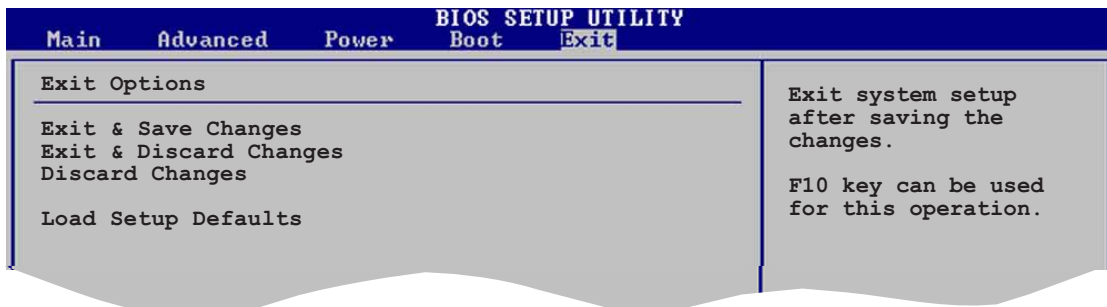 BIOS SETUP UTILITY
Main Advanced Power Boot Exit
Exit Options
Exit & Save Changes
Exit & Discard Changes
Discard Changes
Load Setup Defaults
Exit system setup
after saving the
changes.
F10 key can be used
for this operation.